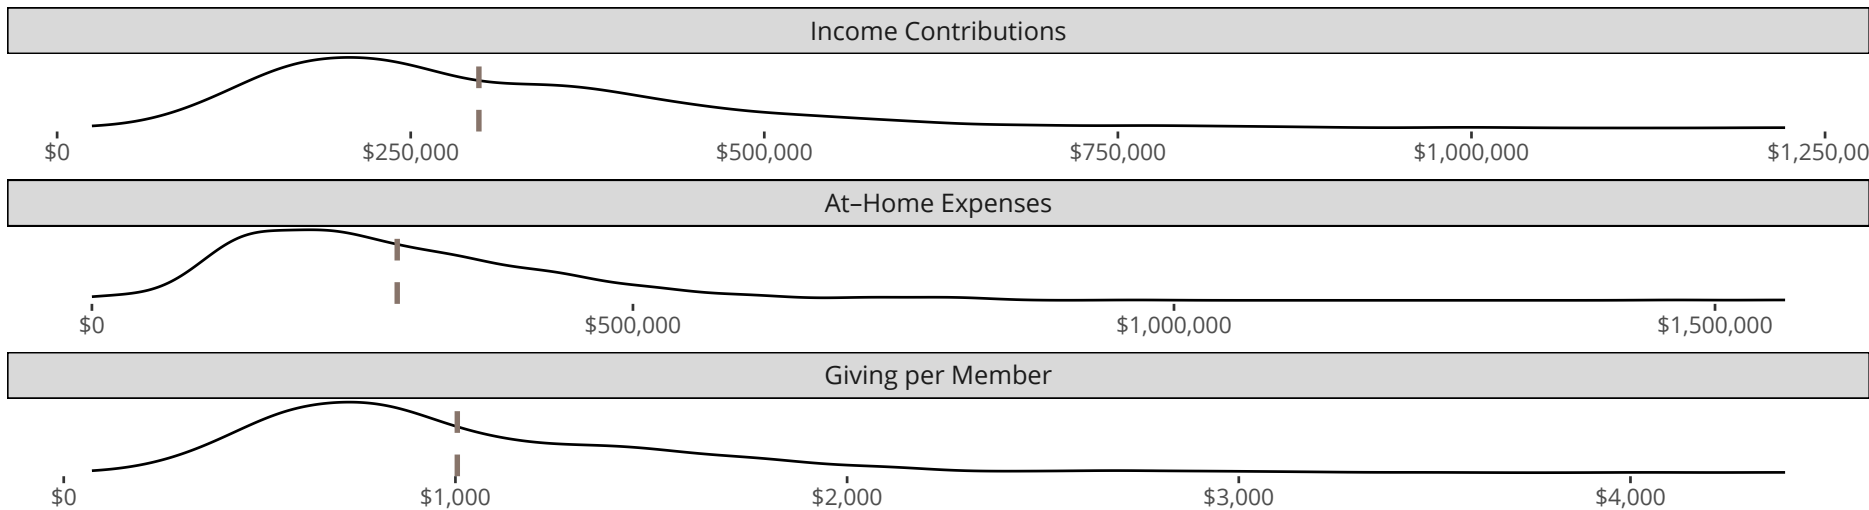 Income Contributions
$0 $250,000 $500,000 $750,000 $1,000,000 $1,250,00
At–Home Expenses
$0 $500,000 $1,000,000 $1,500,000
Giving per Member
$0 $1,000 $2,000 $3,000 $4,000